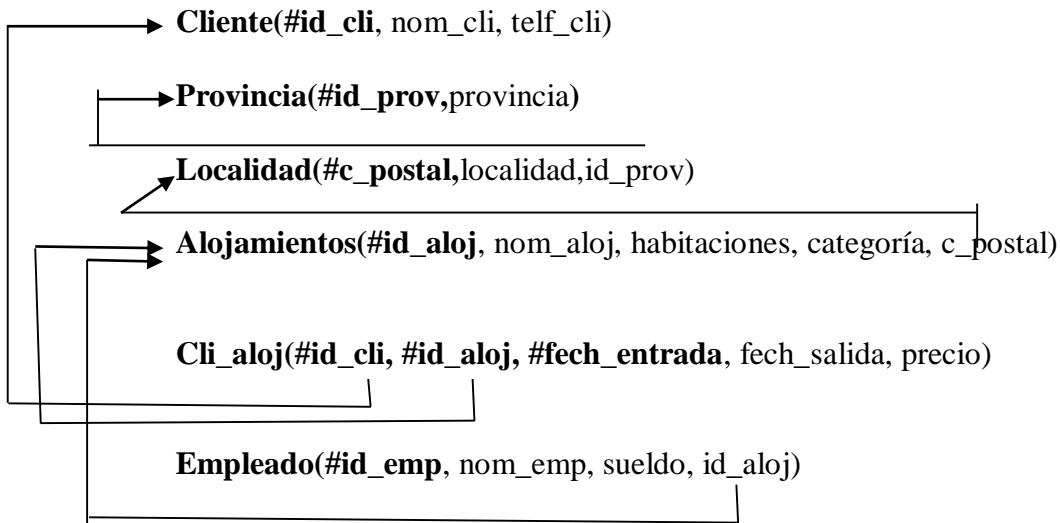 Cliente(#id_cli, nom_cli, telf_cli)
Provincia(#id_prov,provincia)
Localidad(#c_postal,localidad,id_prov)
Alojamientos(#id_aloj, nom_aloj, habitaciones, categoría, c_postal)
Cli_aloj(#id_cli, #id_aloj, #fech_entrada, fech_salida, precio)
Empleado(#id_emp, nom_emp, sueldo, id_aloj)